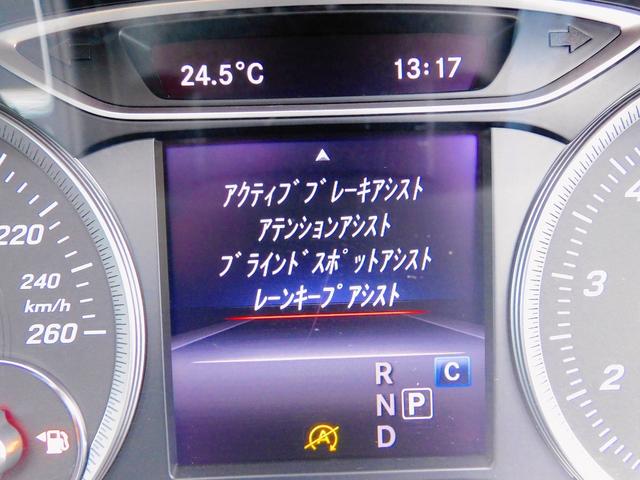 24.5°C 13:17
アクティブブレーキアシスト
アテンションアシスト
ブラインドスポットアシスト
レーンキープアシスト
220
240
km/h
260
4
3
2
R C
N P
D
A